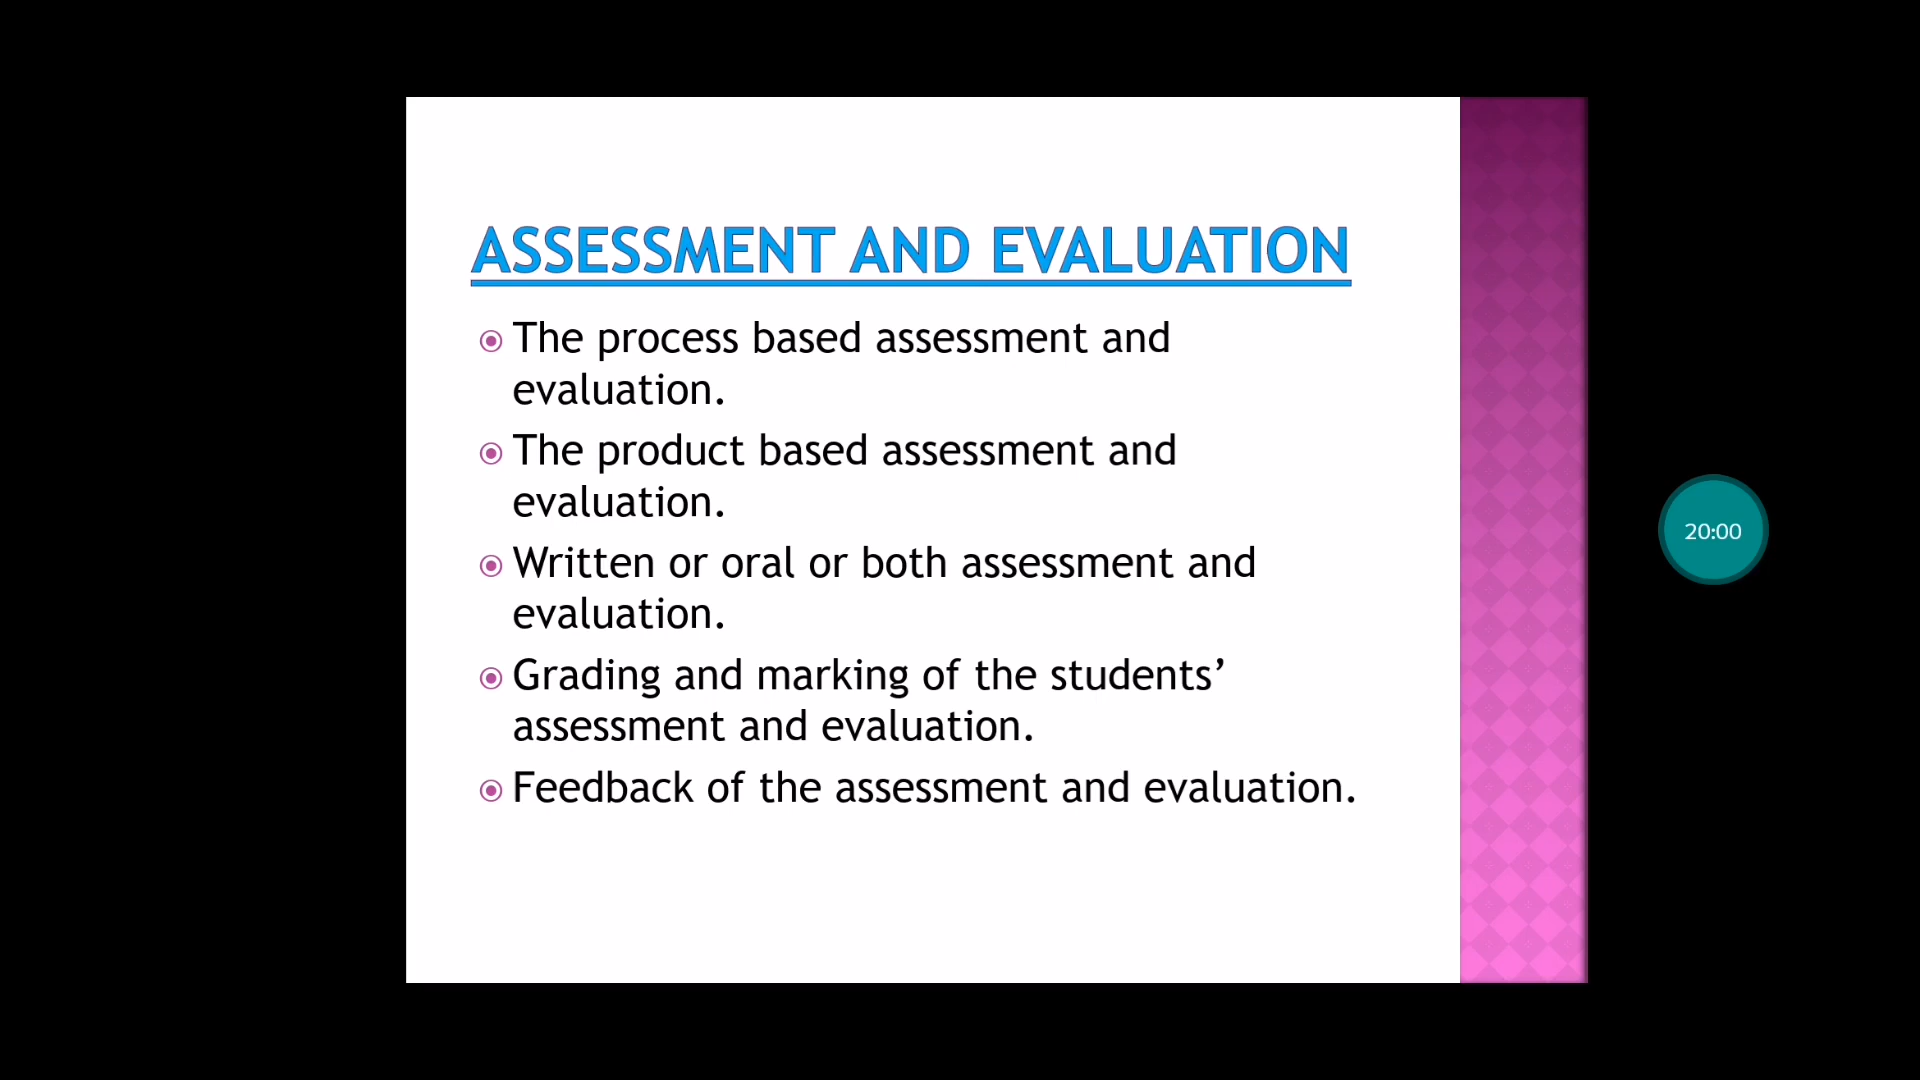 ASSESSMENT AND EVALUATION
The process based assessment and
evaluation.
The product based assessment and
evaluation.
Written or oral or both assessment and
evaluation.
Grading and marking of the students’
assessment and evaluation.
Feedback of the assessment and evaluation.
20:00